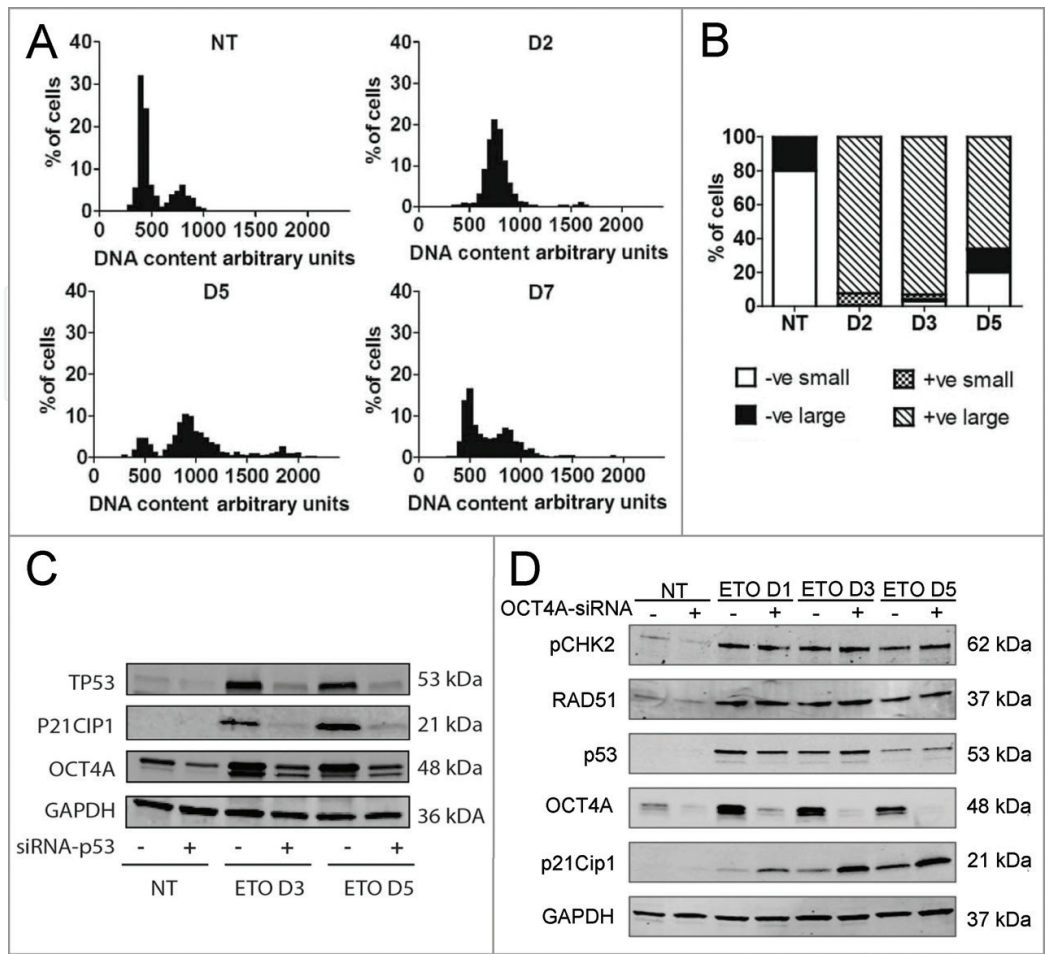 A
NT
40
30
20
10
0
% of cells
0 500 1000 1500 2000
DNA content arbitrary units
D2
40
30
20
10
0
% of cells
0 500 1000 1500 2000
DNA content arbitrary units
D5
40
30
20
10
0
% of cells
0 500 1000 1500 2000
DNA content arbitrary units
D7
40
30
20
10
0
% of cells
0 500 1000 1500 2000
DNA content arbitrary units
B
100
80
60
40
20
0
% of cells
NT D2 D3 D5
-ve small +ve small
-ve large +ve large
C
TP53 53 kDa
P21CIP1 21 kDa
OCT4A 48 kDa
GAPDH 36 kDA
siRNA-p53 - + - + - +
NT ETO D3 ETO D5
D
NT ETO D1 ETO D3 ETO D5
OCT4A-siRNA - + - + - + - +
pCHK2 62 kDa
RAD51 37 kDa
p53 53 kDa
OCT4A 48 kDa
p21Cip1 21 kDa
GAPDH 37 kDa